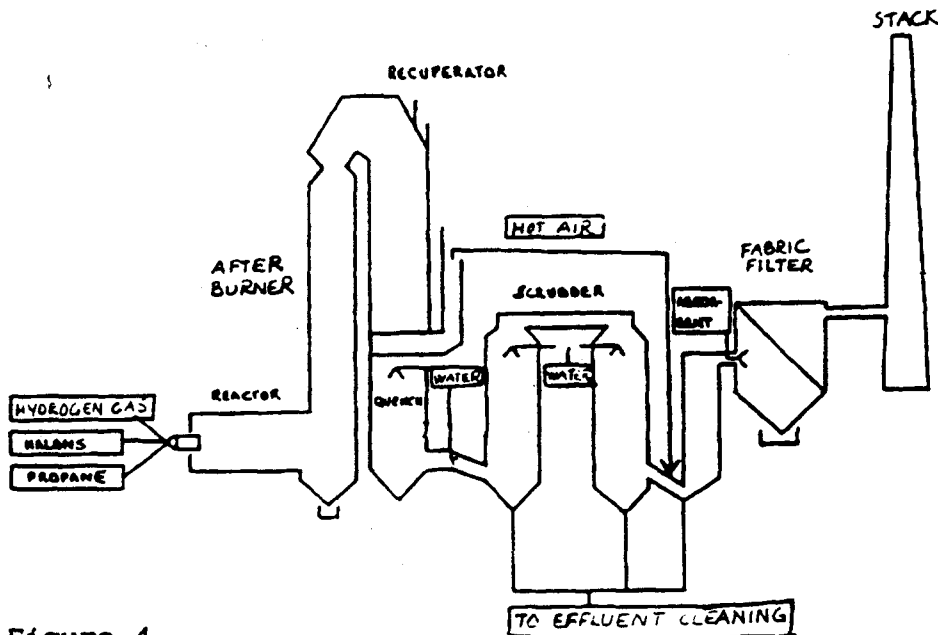 STACK
RECUPERATOR
HOT AIR
FABRIC
FILTER
AFTER
BURNER
SCRUBBER
WATER
WATER
QUENCH
REACTOR
HYDROGEN GAS
HALONS
PROPANE
TO EFFLUENT CLEANING
Figure 4